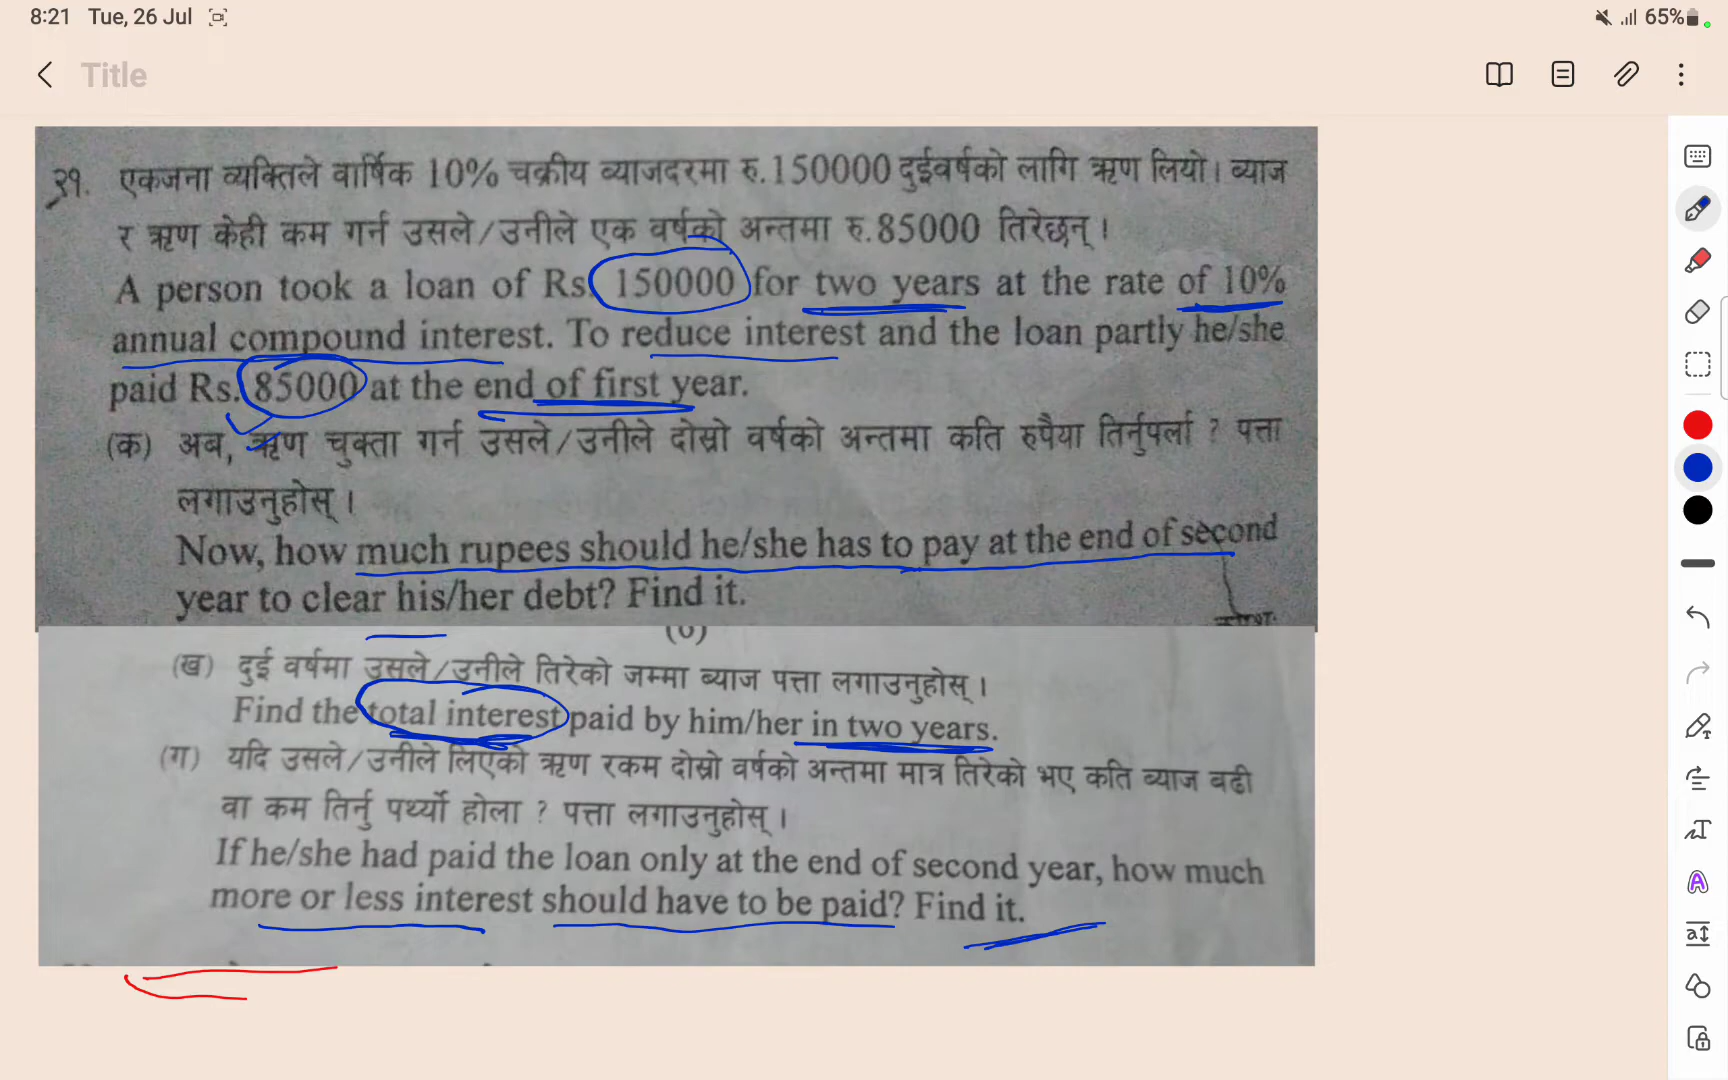 8:21 Tue, 26 Jul
65%
Title
३१. एकजना व्यक्तिले वार्षिक 10% चक्रीय ब्याजदरमा रु.150000 दुईवर्षको लागि ऋण लियो। ब्याज
र ऋण केही कम गर्न उसले/उनीले एक वर्षको अन्तमा रु.85000 तिरेछन्।
A person took a loan of Rs. 150000 for two years at the rate of 10%
annual compound interest. To reduce interest and the loan partly he/she
paid Rs. 85000 at the end of first year.
(क) अब, ऋण चुक्ता गर्न उसले/उनीले दोस्रो वर्षको अन्तमा कति रुपैया तिर्नुपर्ला ? पत्ता
लगाउनुहोस्।
Now, how much rupees should he/she has to pay at the end of second
year to clear his/her debt? Find it.
(ख) दुई वर्षमा उसले/उनीले तिरेको जम्मा ब्याज पत्ता लगाउनुहोस्।
Find the total interest paid by him/her in two years.
(ग) यदि उसले/उनीले लिएको ऋण रकम दोस्रो वर्षको अन्तमा मात्र तिरेको भए कति ब्याज बढी
वा कम तिर्नु पर्थ्यो होला ? पत्ता लगाउनुहोस्।
If he/she had paid the loan only at the end of second year, how much
more or less interest should have to be paid? Find it.